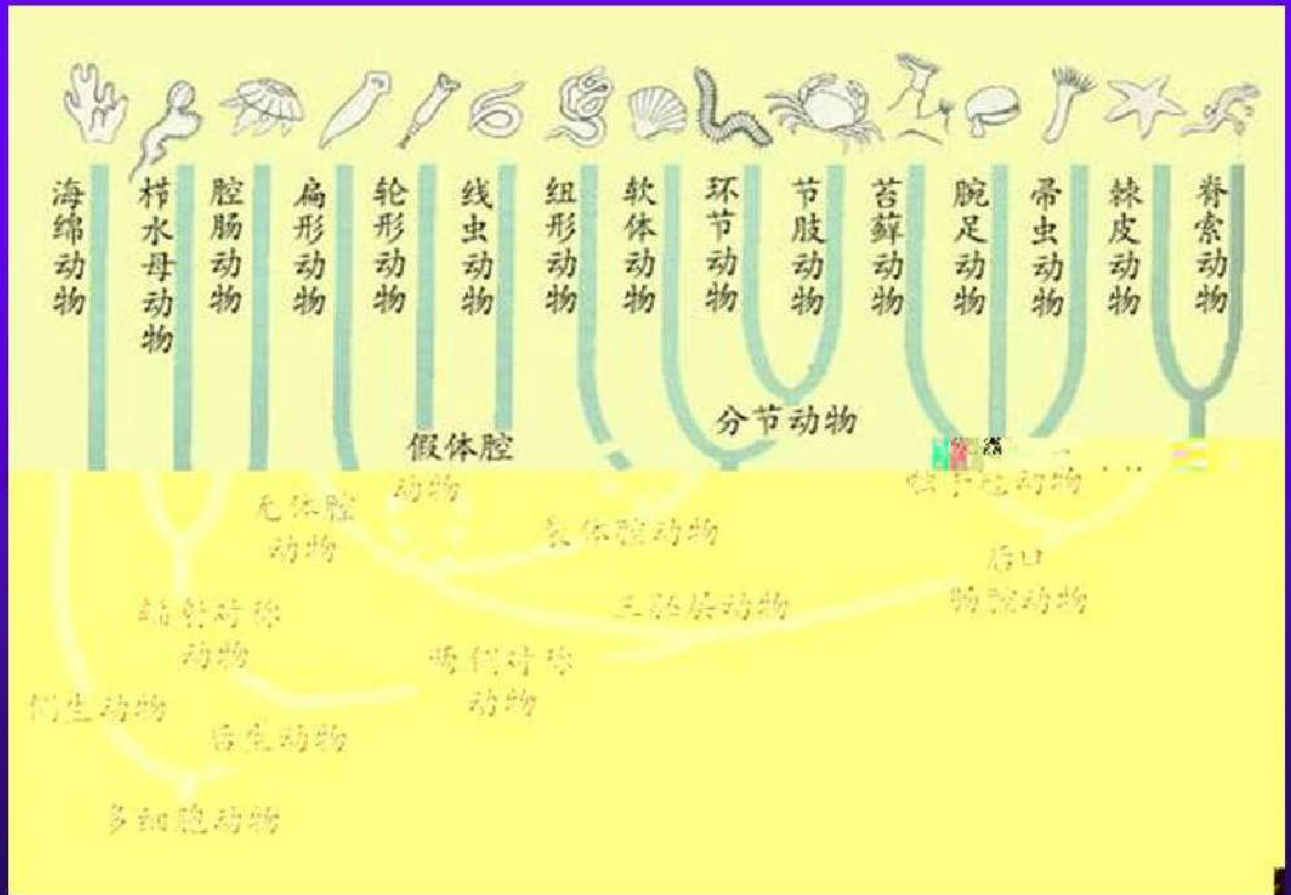 海绵动物
栉水母动物
腔肠动物
扁形动物
轮形动物
线虫动物
纽形动物
软体动物
环节动物
节肢动物
苔藓动物
腕足动物
帚虫动物
棘皮动物
脊索动物
分节动物
假体腔
动物
无体腔
动物
裂体腔动物
后口
肠腔动物
三胚层动物
辐射对称
动物
两侧对称
动物
侧生动物
后生动物
多细胞动物